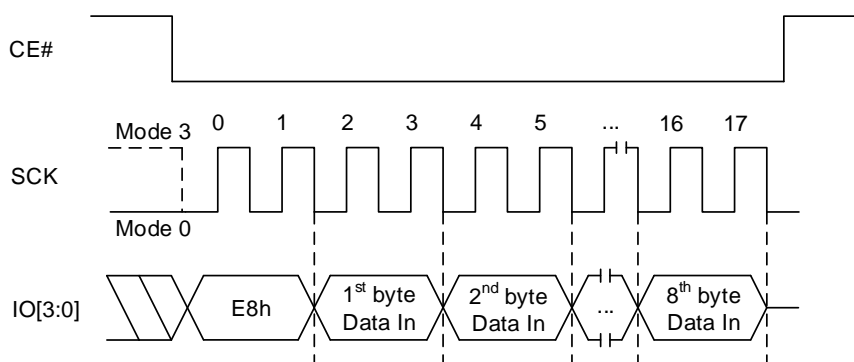 CE#
Mode 3
0 1 2 3 4 5 ... 16 17
SCK
Mode 0
IO[3:0]
E8h
1st byte
Data In
2nd byte
Data In
...
8th byte
Data In